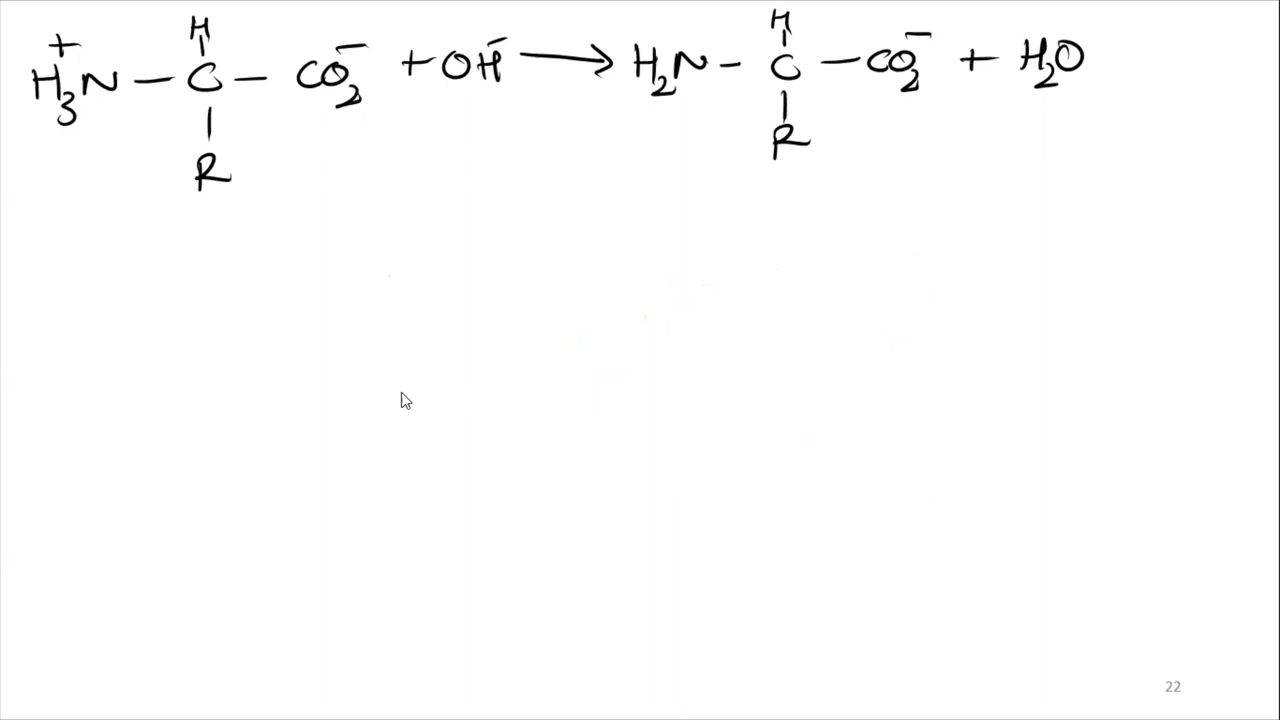 H H
H₃N⁺ – C – CO₂⁻ + OH⁻ ⟶ H₂N – C – CO₂⁻ + H₂O
R R
22